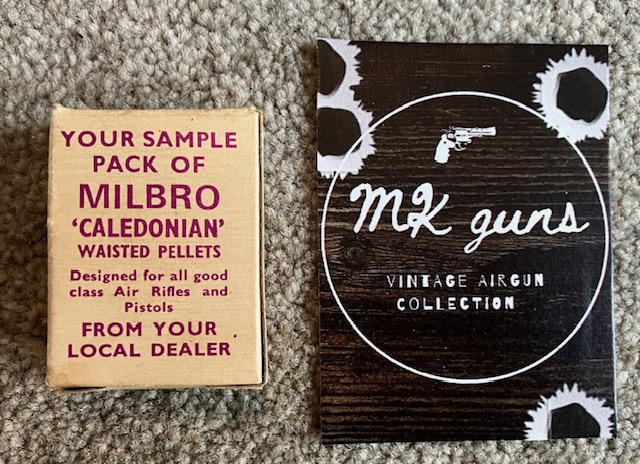 YOUR SAMPLE
PACK OF
MILBRO
'CALEDONIAN'
WAISTED PELLETS
Designed for all good
class Air Rifles and
Pistols
FROM YOUR
LOCAL DEALER
MK guns
VINTAGE AIRGUN
COLLECTION